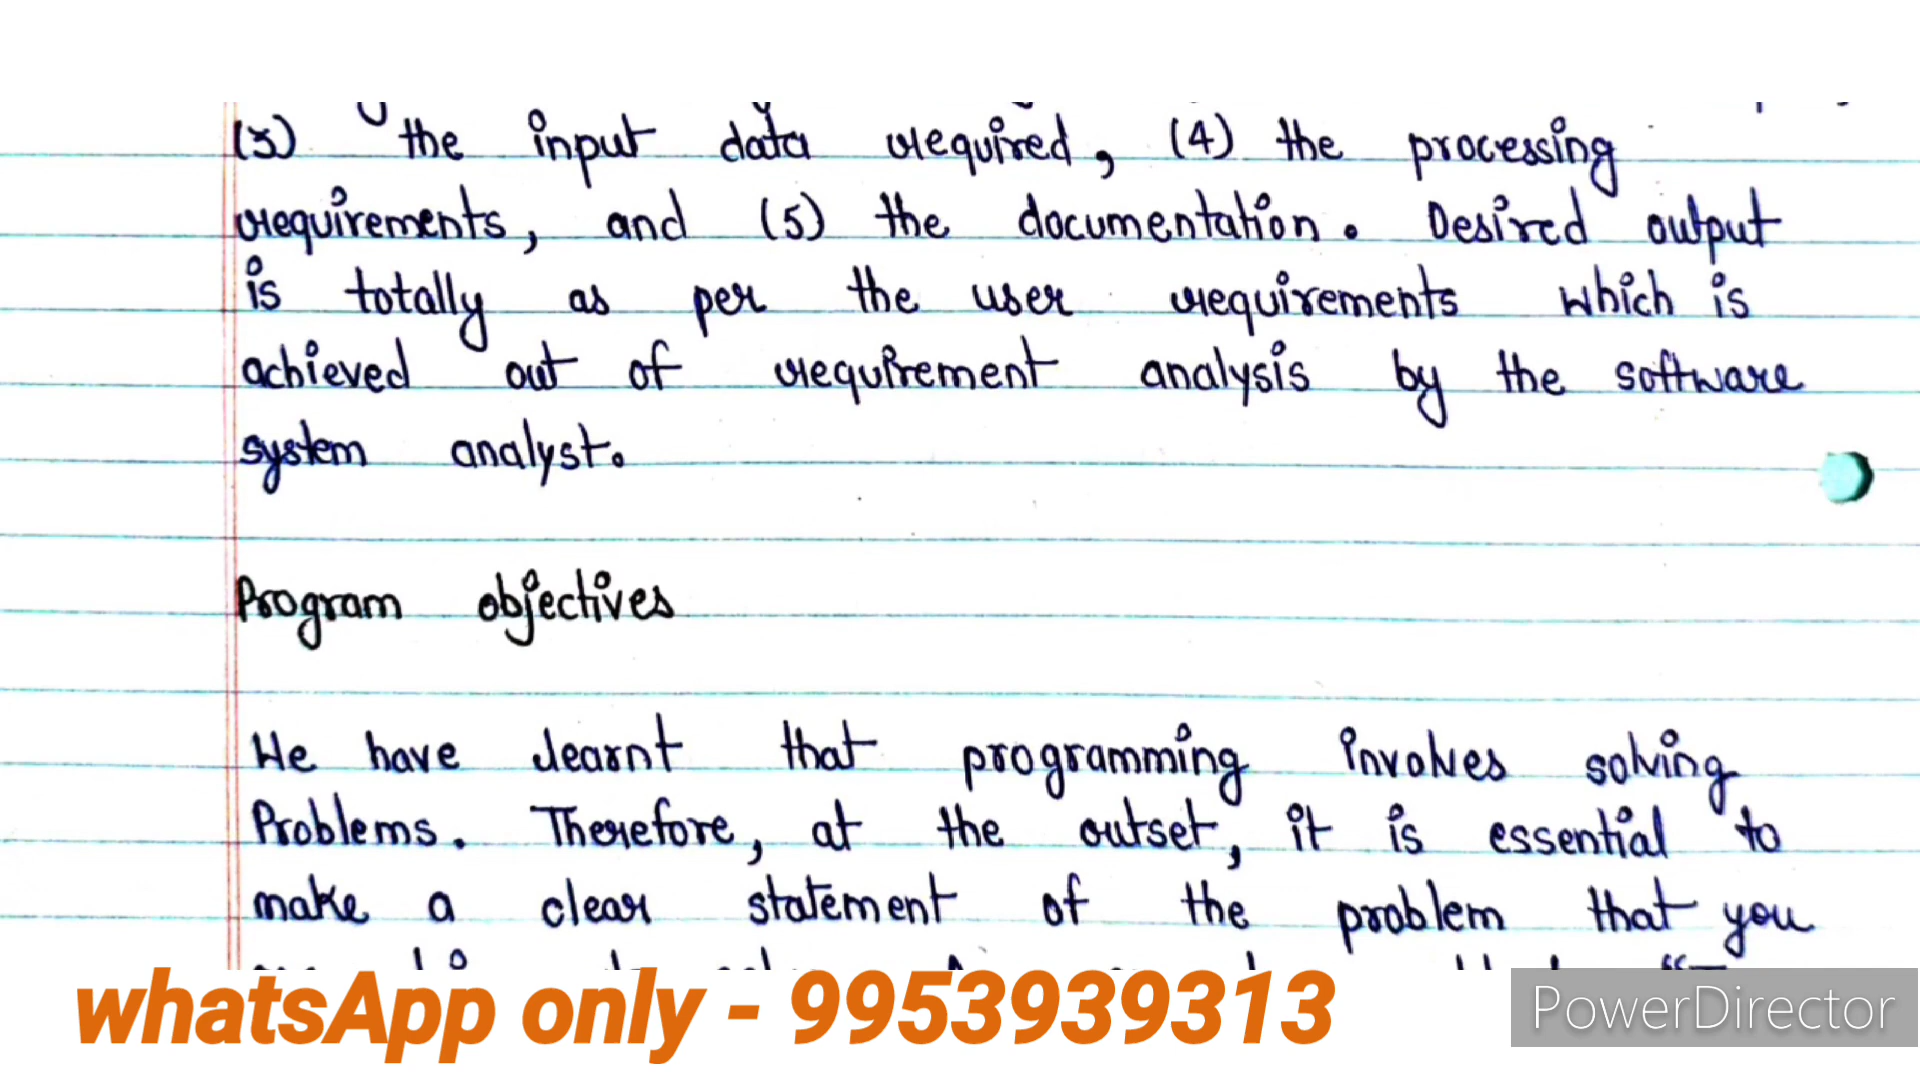 (3) the input data required, (4) the processing
requirements, and (5) the documentation. Desired output
is totally as per the user requirements which is
achieved out of requirement analysis by the software
system analyst.
Program objectives
We have learnt that programming involves solving
Problems. Therefore, at the outset, it is essential to
make a clear statement of the problem that you
whatsApp only - 9953939313
PowerDirector